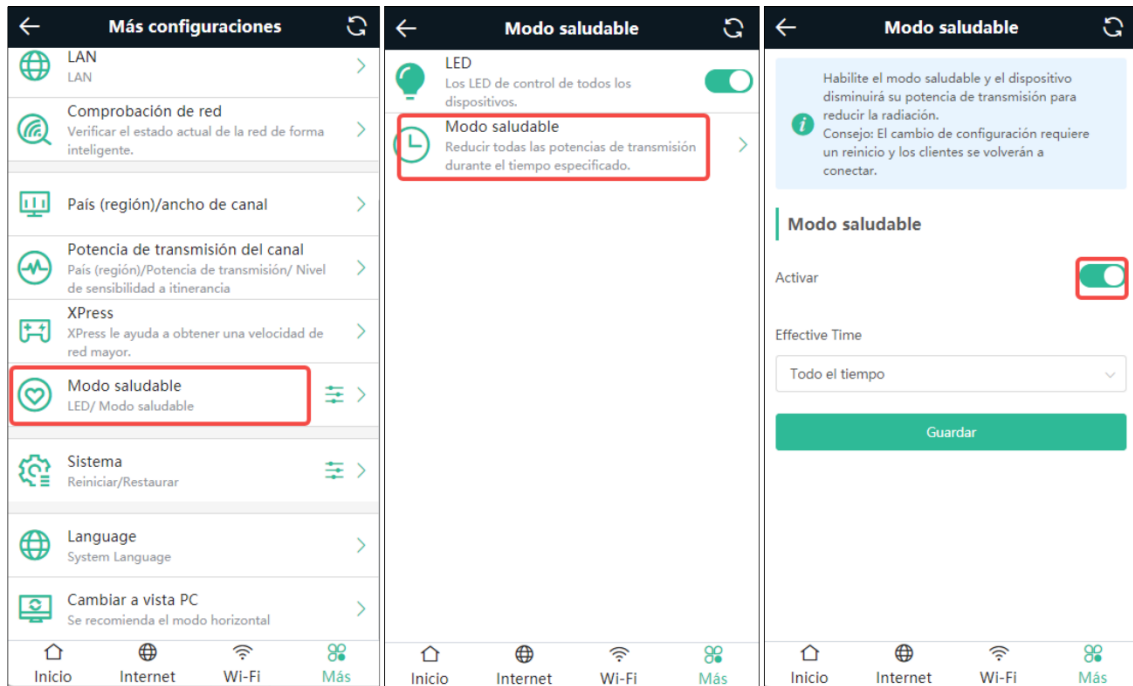 Más configuraciones
LAN
LAN
Comprobación de red
Verificar el estado actual de la red de forma
inteligente.
País (región)/ancho de canal
Potencia de transmisión del canal
País (región)/Potencia de transmisión/ Nivel
de sensibilidad a itinerancia
XPress
XPress le ayuda a obtener una velocidad de
red mayor.
Modo saludable
LED/ Modo saludable
Sistema
Reiniciar/Restaurar
Language
System Language
Cambiar a vista PC
Se recomienda el modo horizontal
Inicio
Internet
Wi-Fi
Más
Modo saludable
LED
Los LED de control de todos los
dispositivos.
Modo saludable
Reducir todas las potencias de transmisión
durante el tiempo especificado.
Inicio
Internet
Wi-Fi
Más
Modo saludable
Habilite el modo saludable y el dispositivo
disminuirá su potencia de transmisión para
reducir la radiación.
Consejo: El cambio de configuración requiere
un reinicio y los clientes se volverán a
conectar.
Modo saludable
Activar
Effective Time
Todo el tiempo
Guardar
Inicio
Internet
Wi-Fi
Más